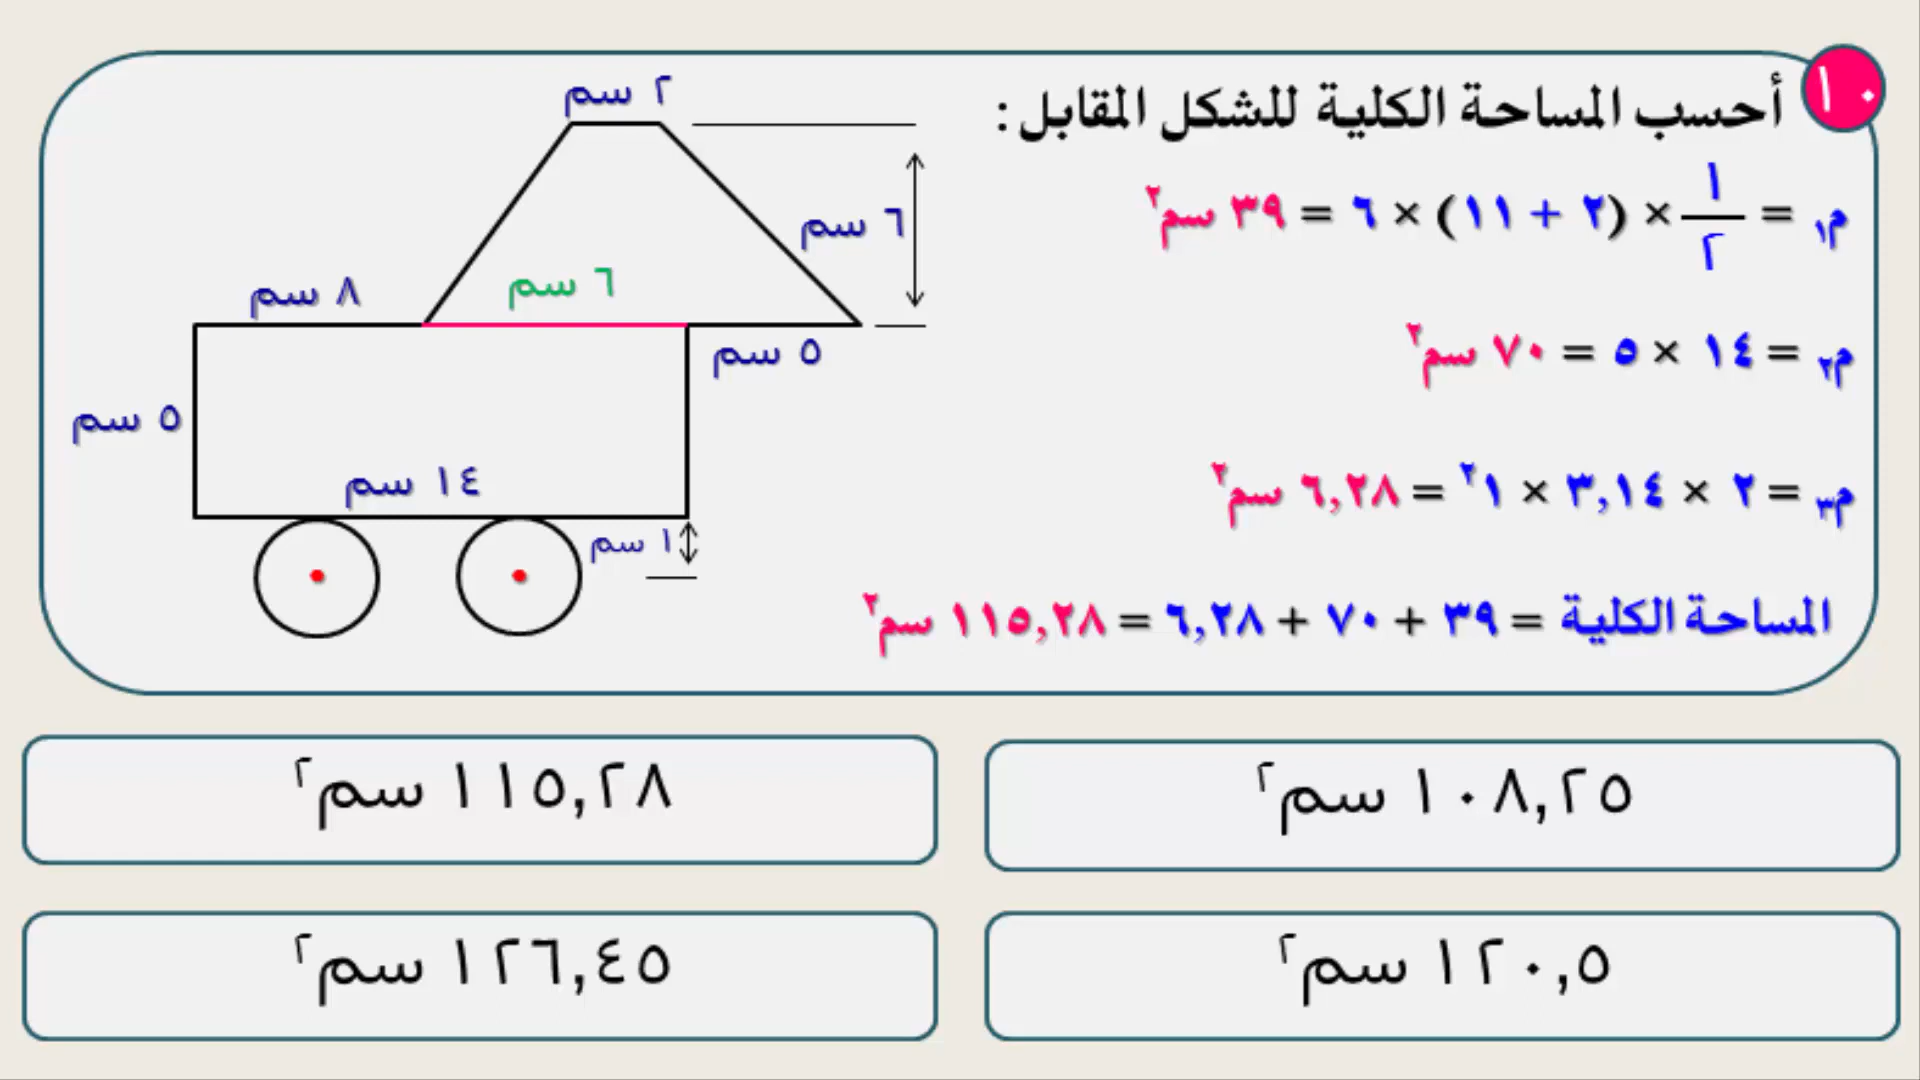 ١٠
أحسب المساحة الكلية للشكل المقابل :
م١ = ١/٢ × (٢ + ١١) × ٦ = ٣٩ سم٢
م٢ = ١٤ × ٥ = ٧٠ سم٢
م٣ = ٢ × ٣,١٤ × ١٢ = ٦,٢٨ سم٢
المساحة الكلية = ٣٩ + ٧٠ + ٦,٢٨ = ١١٥,٢٨ سم٢
٢ سم
٦ سم
٦ سم
٨ سم
٥ سم
٥ سم
١٤ سم
١ سم
١٠٨,٢٥ سم٢
١١٥,٢٨ سم٢
١٢٠,٥ سم٢
١٢٦,٤٥ سم٢